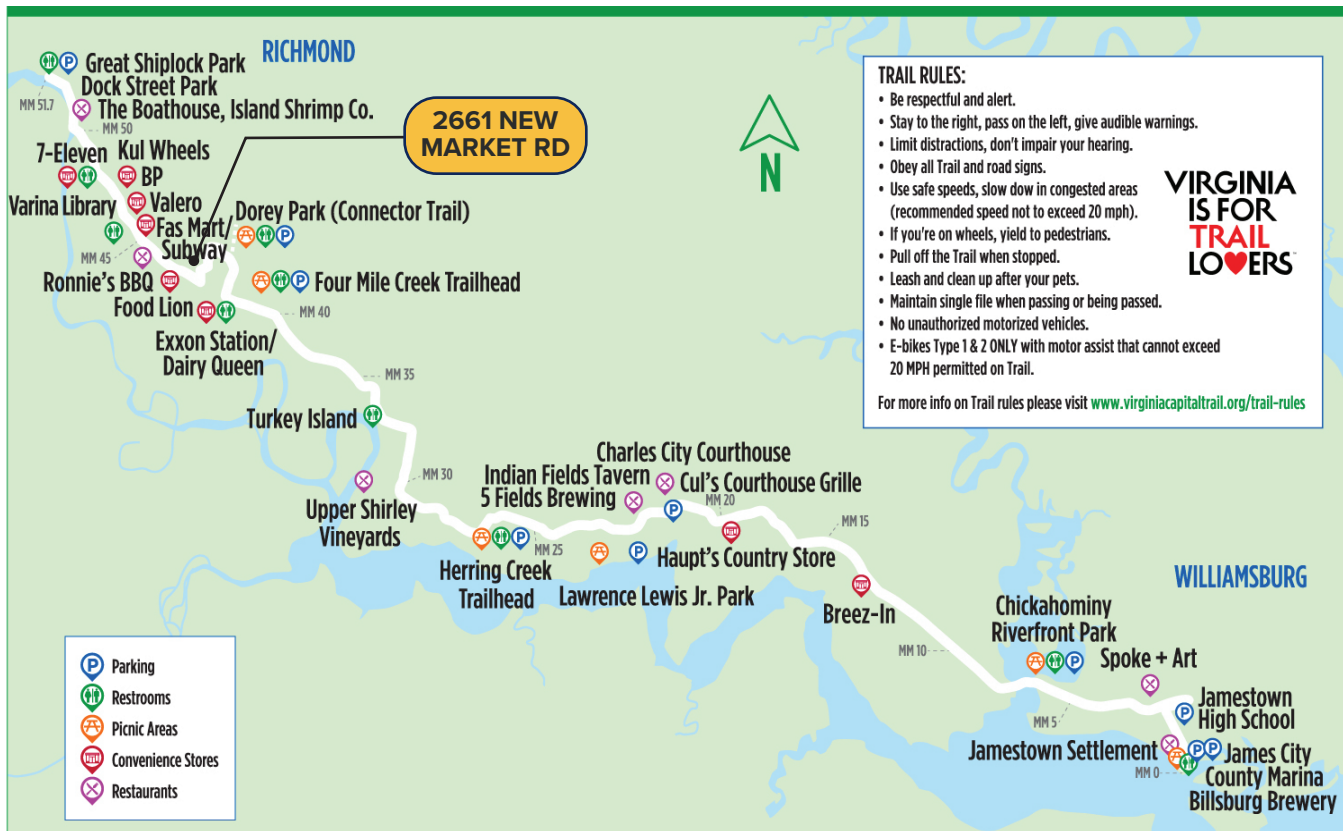 RICHMOND
Great Shiplock Park
Dock Street Park
MM 51.7
The Boathouse, Island Shrimp Co.
MM 50
2661 NEW
MARKET RD
7-Eleven
Kul Wheels
BP
Valero
Varina Library
Fas Mart/
Subway
Dorey Park (Connector Trail)
MM 45
Ronnie's BBQ
Four Mile Creek Trailhead
Food Lion
MM 40
Exxon Station/
Dairy Queen
MM 35
Turkey Island
MM 30
Upper Shirley
Vineyards
Charles City Courthouse
Indian Fields Tavern
Cul's Courthouse Grille
5 Fields Brewing
MM 20
MM 15
MM 25
Haupt's Country Store
Herring Creek
Trailhead
Lawrence Lewis Jr. Park
Breez-In
MM 10
WILLIAMSBURG
Chickahominy
Riverfront Park
Spoke + Art
Jamestown
High School
MM 5
Jamestown Settlement
MM 0
James City
County Marina
Billsburg Brewery
N
TRAIL RULES:
• Be respectful and alert.
• Stay to the right, pass on the left, give audible warnings.
• Limit distractions, don't impair your hearing.
• Obey all Trail and road signs.
• Use safe speeds, slow dow in congested areas
(recommended speed not to exceed 20 mph).
• If you're on wheels, yield to pedestrians.
• Pull off the Trail when stopped.
• Leash and clean up after your pets.
• Maintain single file when passing or being passed.
• No unauthorized motorized vehicles.
• E-bikes Type 1 & 2 ONLY with motor assist that cannot exceed
20 MPH permitted on Trail.
For more info on Trail rules please visit www.virginiacapitaltrail.org/trail-rules
VIRGINIA
IS FOR
TRAIL
LO♥ERS™
P Parking
Restrooms
Picnic Areas
Convenience Stores
Restaurants